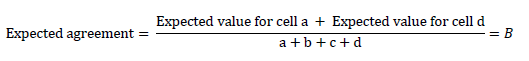 Expected agreement = (Expected value for cell a + Expected value for cell d) / (a + b + c + d) = B